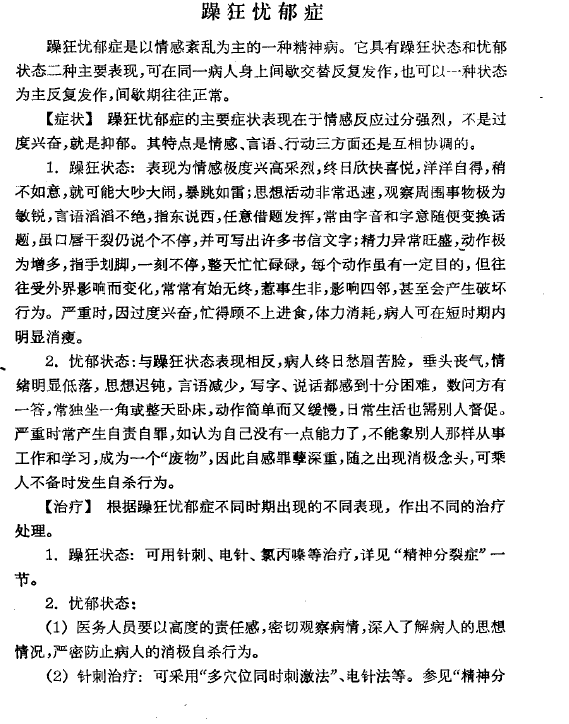 躁狂忧郁症
躁狂忧郁症是以情感紊乱为主的一种精神病。它具有躁狂状态和忧郁
状态二种主要表现,可在同一病人身上间歇交替反复发作,也可以一种状态
为主反复发作,间歇期往往正常。
【症状】 躁狂忧郁症的主要症状表现在于情感反应过分强烈，不是过
度兴奋,就是抑郁。其特点是情感、言语、行动三方面还是互相协调的。
1. 躁狂状态：表现为情感极度兴高采烈,终日欣快喜悦,洋洋自得,稍
不如意,就可能大吵大闹,暴跳如雷;思想活动非常迅速,观察周围事物极为
敏锐,言语滔滔不绝,指东说西,任意借题发挥,常由字音和字意随便变换话
题,虽口唇干裂仍说个不停,并可写出许多书信文字;精力异常旺盛,动作极
为增多,指手划脚,一刻不停,整天忙忙碌碌，每个动作虽有一定目的，但往
往受外界影响而变化,常常有始无终,惹事生非,影响四邻,甚至会产生破坏
行为。严重时,因过度兴奋,忙得顾不上进食,体力消耗,病人可在短时期内
明显消瘦。
2. 忧郁状态:与躁狂状态表现相反,病人终日愁眉苦脸，垂头丧气,情
绪明显低落，思想迟钝，言语减少，写字、说话都感到十分困难，数问方有
一答,常独坐一角或整天卧床,动作简单而又缓慢,日常生活也需别人督促。
严重时常产生自责自罪,如认为自己没有一点能力了,不能象别人那样从事
工作和学习,成为一个“废物”,因此自感罪孽深重,随之出现消极念头,可乘
人不备时发生自杀行为。
【治疗】 根据躁狂忧郁症不同时期出现的不同表现，作出不同的治疗
处理。
1. 躁狂状态：可用针刺、电针、氯丙嗪等治疗,详见“精神分裂症”一
节。
2. 忧郁状态：
(1) 医务人员要以高度的责任感,密切观察病情,深入了解病人的思想
情况,严密防止病人的消极自杀行为。
(2) 针刺治疗：可采用“多穴位同时刺激法”、电针法等。参见“精神分